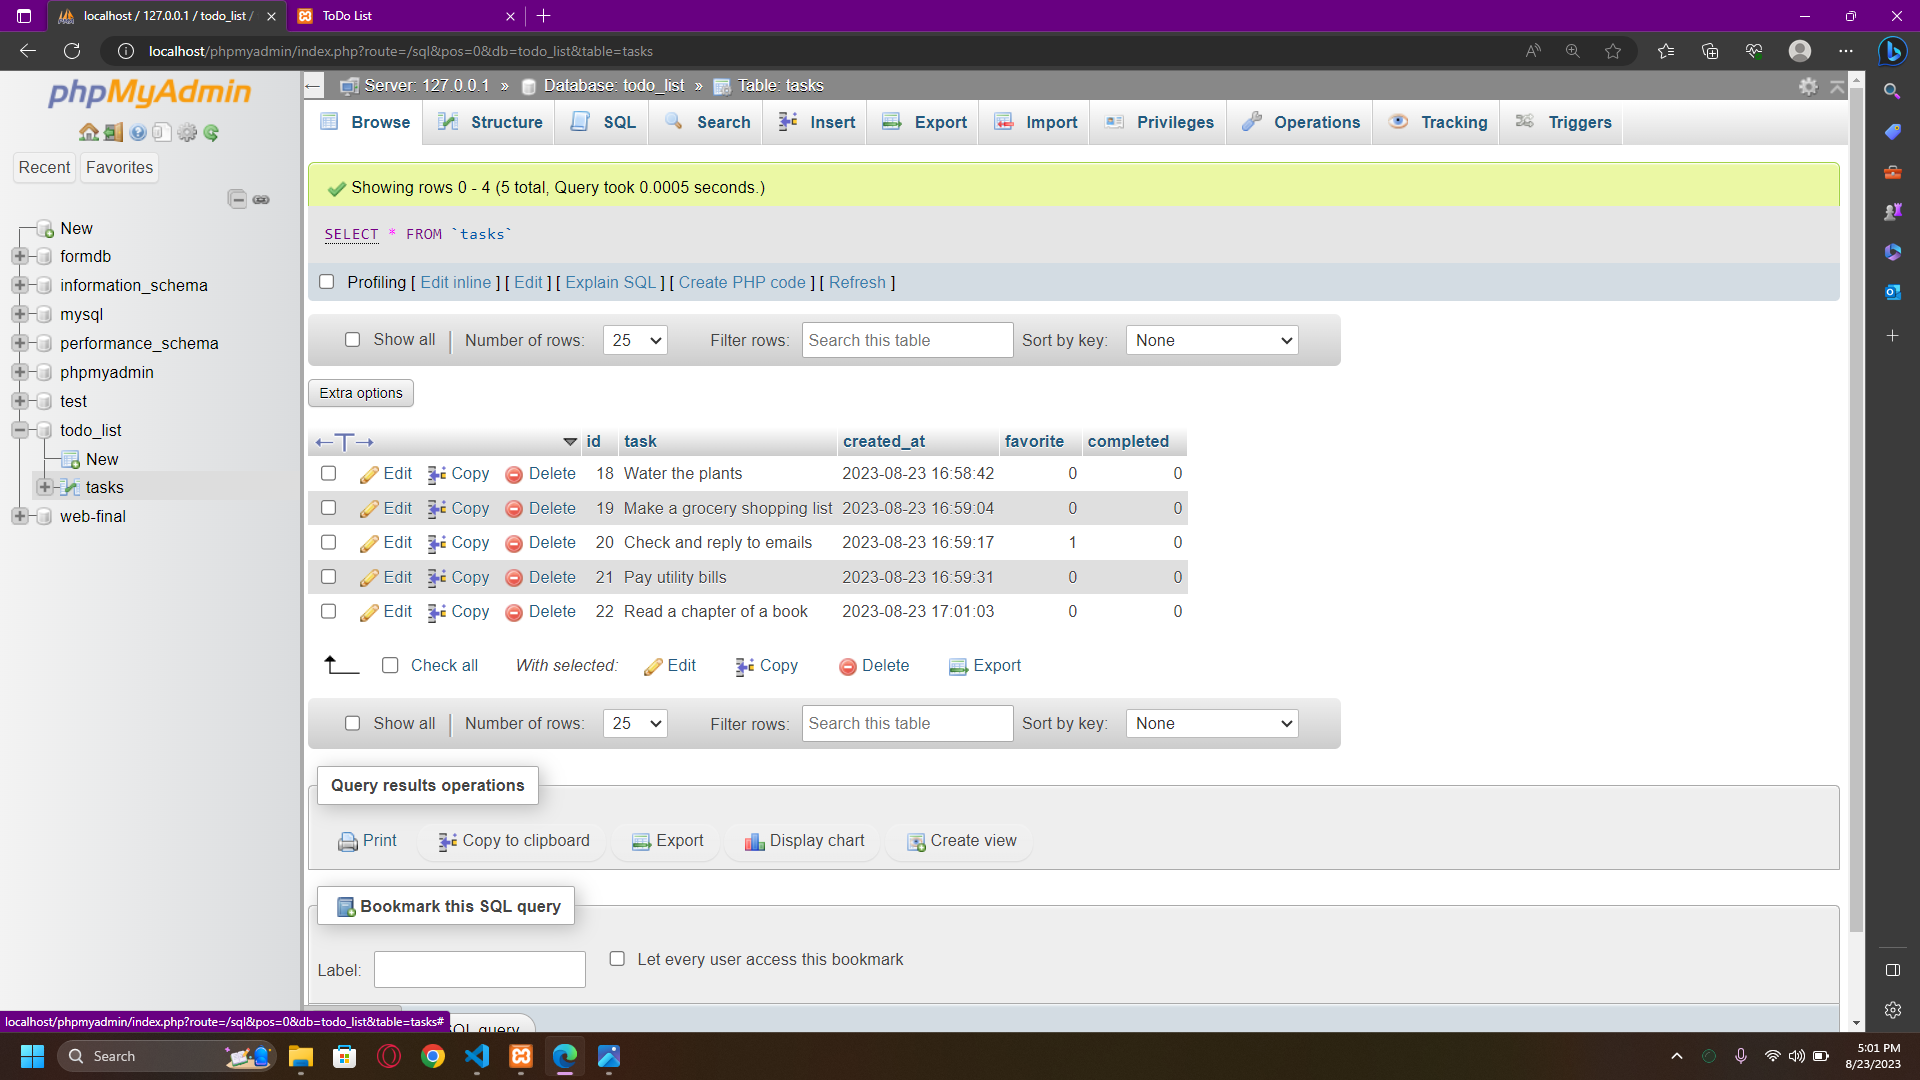 localhost / 127.0.0.1 / todo_list /
ToDo List
localhost/phpmyadmin/index.php?route=/sql&pos=0&db=todo_list&table=tasks
phpMyAdmin
Recent Favorites
New
formdb
information_schema
mysql
performance_schema
phpmyadmin
test
todo_list
New
tasks
web-final
Server: 127.0.0.1 » Database: todo_list » Table: tasks
Browse Structure SQL Search Insert Export Import Privileges Operations Tracking Triggers
Showing rows 0 - 4 (5 total, Query took 0.0005 seconds.)
SELECT * FROM `tasks`
Profiling [ Edit inline ] [ Edit ] [ Explain SQL ] [ Create PHP code ] [ Refresh ]
Show all Number of rows: 25 Filter rows: Search this table Sort by key: None
Extra options
id task created_at favorite completed
Edit Copy Delete 18 Water the plants 2023-08-23 16:58:42 0 0
Edit Copy Delete 19 Make a grocery shopping list 2023-08-23 16:59:04 0 0
Edit Copy Delete 20 Check and reply to emails 2023-08-23 16:59:17 1 0
Edit Copy Delete 21 Pay utility bills 2023-08-23 16:59:31 0 0
Edit Copy Delete 22 Read a chapter of a book 2023-08-23 17:01:03 0 0
Check all With selected: Edit Copy Delete Export
Show all Number of rows: 25 Filter rows: Search this table Sort by key: None
Query results operations
Print Copy to clipboard Export Display chart Create view
Bookmark this SQL query
Label: Let every user access this bookmark
SQL query
localhost/phpmyadmin/index.php?route=/sql&pos=0&db=todo_list&table=tasks#
Search
5:01 PM
8/23/2023